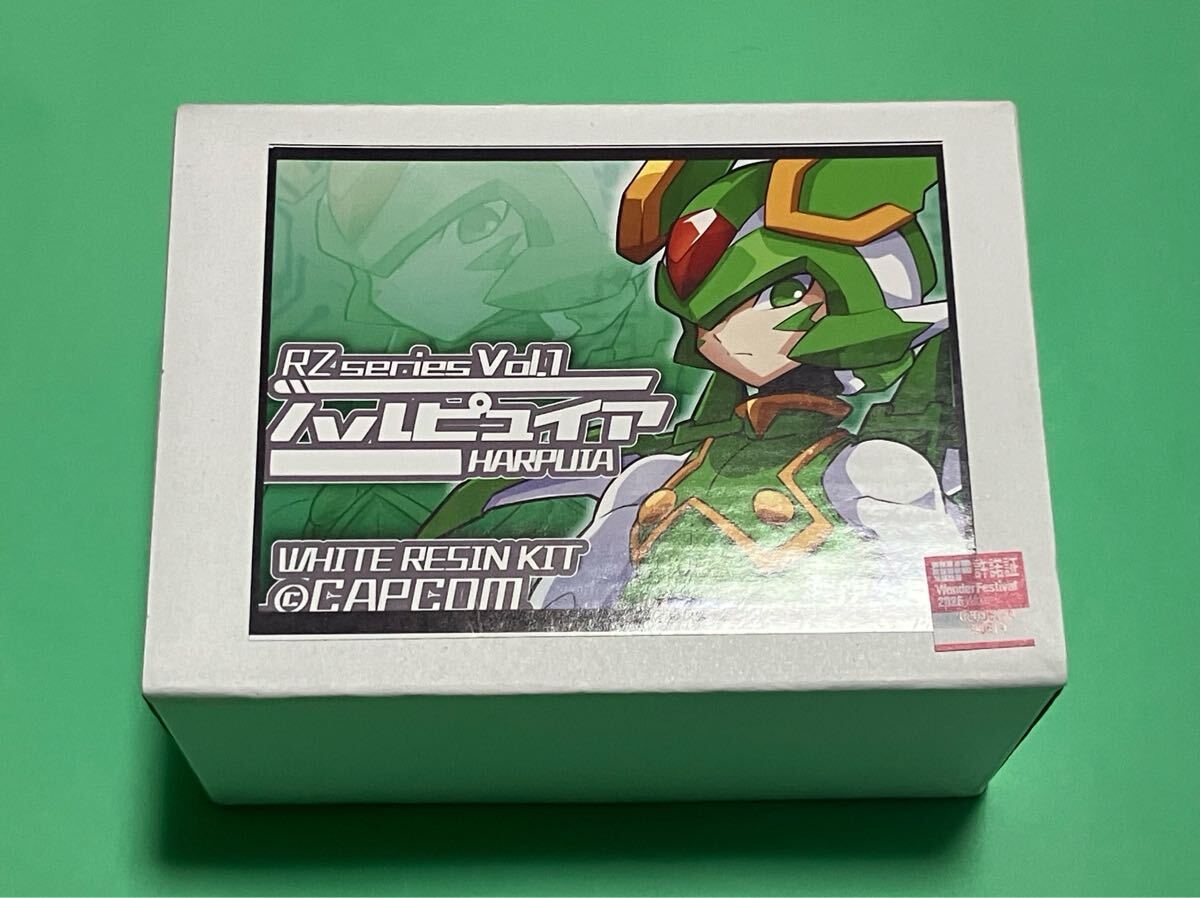 RZ series Vol.1
ハルピュイア
HARPUIA
WHITE RESIN KIT
©CAPCOM
許諾証
Wonder Festival